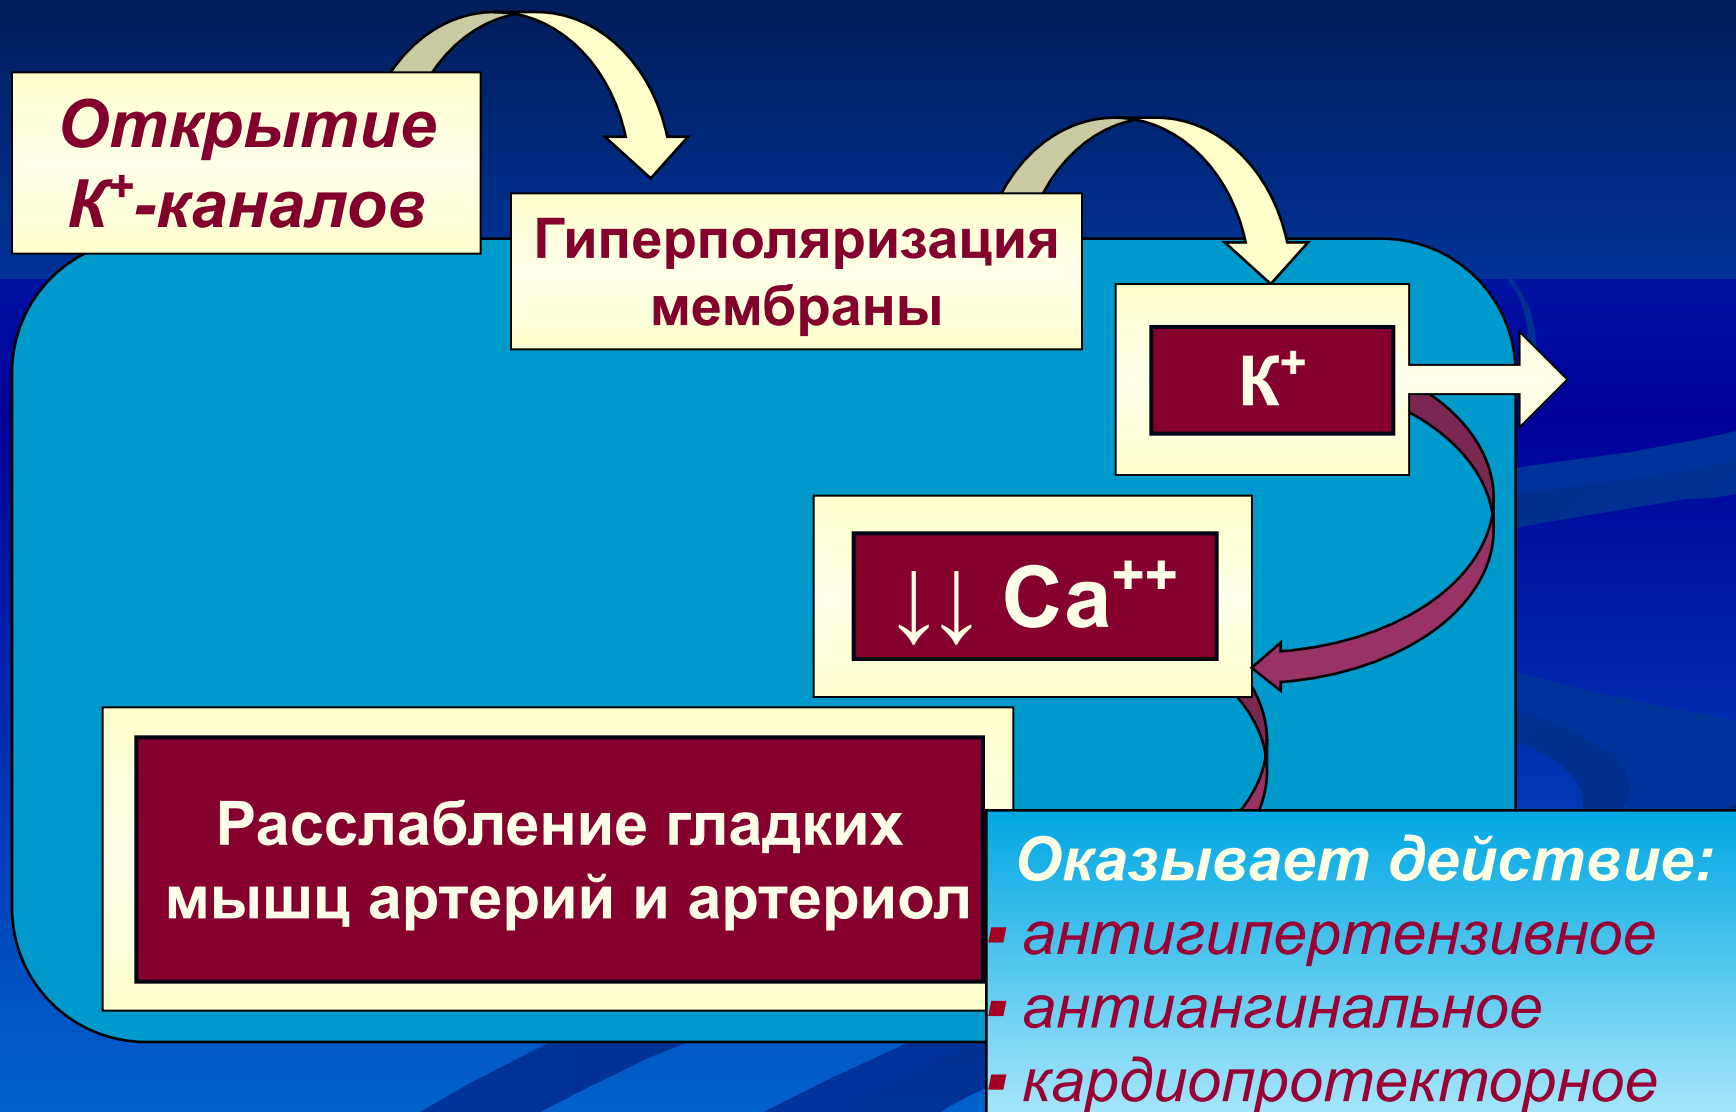 Открытие
К⁺-каналов
Гиперполяризация
мембраны
К⁺
↓↓ Са⁺⁺
Расслабление гладких
мышц артерий и артериол
Оказывает действие:
▪ антигипертензивное
▪ антиангинальное
▪ кардиопротекторное